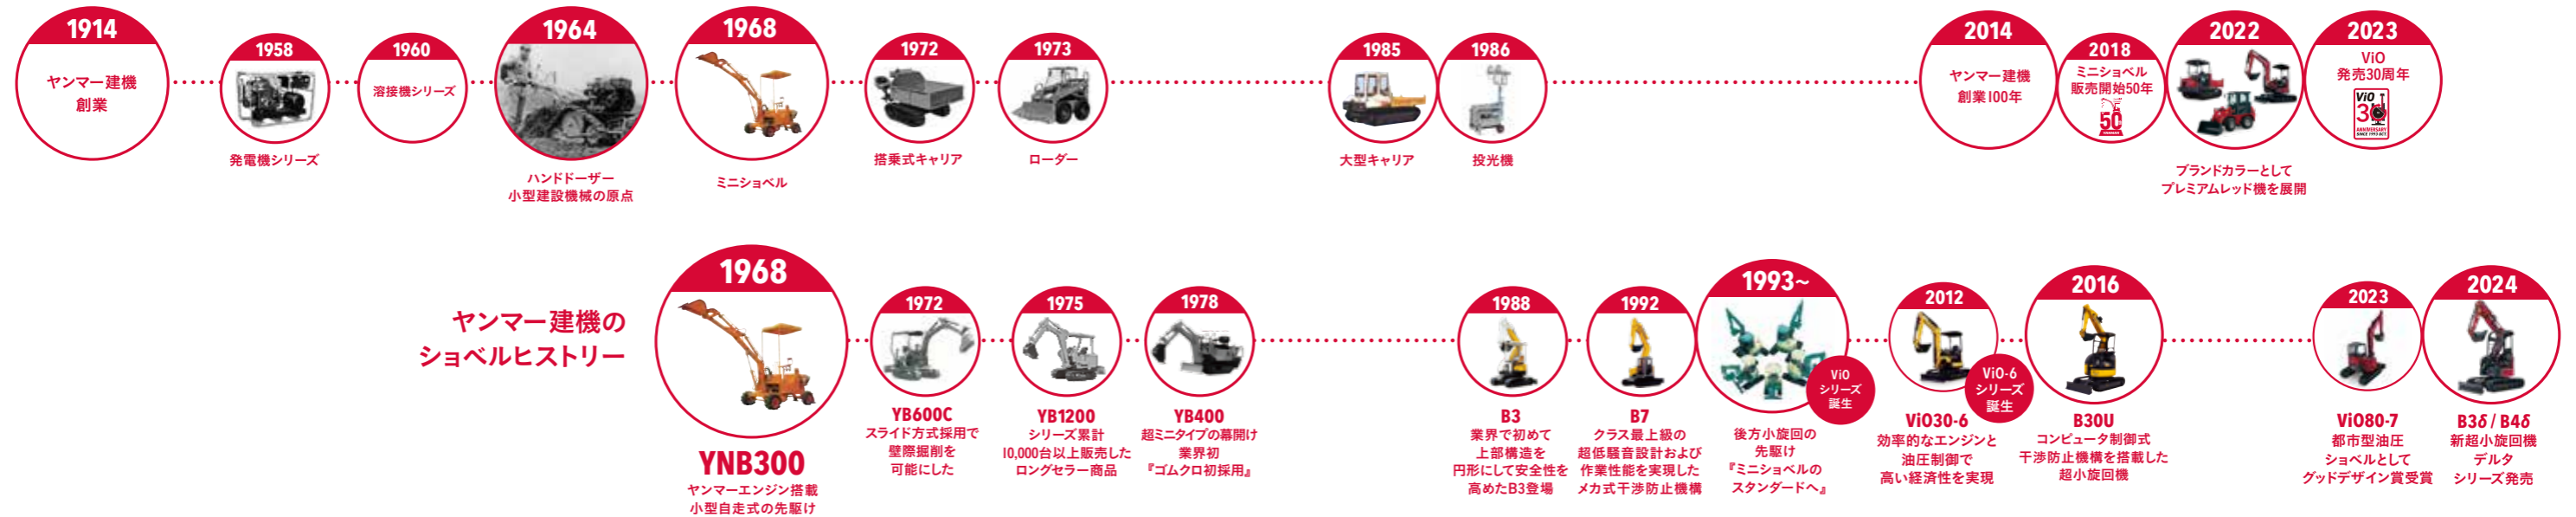 1914
ヤンマー建機
創業
1958
発電機シリーズ
1960
溶接機シリーズ
1964
ハンドドーザー
小型建設機械の原点
1968
ミニショベル
1972
搭乗式キャリア
1973
ローダー
1985
大型キャリア
1986
投光機
2014
ヤンマー建機
創業100年
2018
ミニショベル
販売開始50年
50
2022
ブランドカラーとして
プレミアムレッド機を展開
2023
ViO
発売30周年
ViO
30
ANNIVERSARY
SINCE 1993 OCT.
ヤンマー建機の
ショベルヒストリー
1968
YNB300
ヤンマーエンジン搭載
小型自走式の先駆け
1972
YB600C
スライド方式採用で
壁際掘削を
可能にした
1975
YB1200
シリーズ累計
10,000台以上販売した
ロングセラー商品
1978
YB400
超ミニタイプの幕開け
業界初
『ゴムクロ初採用』
1988
B3
業界で初めて
上部構造を
円形にして安全性を
高めたB3登場
1992
B7
クラス最上級の
超低騒音設計および
作業性能を実現した
メカ式干渉防止機構
1993~
ViO
シリーズ
誕生
後方小旋回の
先駆け
『ミニショベルの
スタンダードへ』
2012
ViO-6
シリーズ
誕生
ViO30-6
効率的なエンジンと
油圧制御で
高い経済性を実現
2016
B30U
コンピュータ制御式
干渉防止機構を搭載した
超小旋回機
2023
ViO80-7
都市型油圧
ショベルとして
グッドデザイン賞受賞
2024
B3δ / B4δ
新超小旋回機
デルタ
シリーズ発売